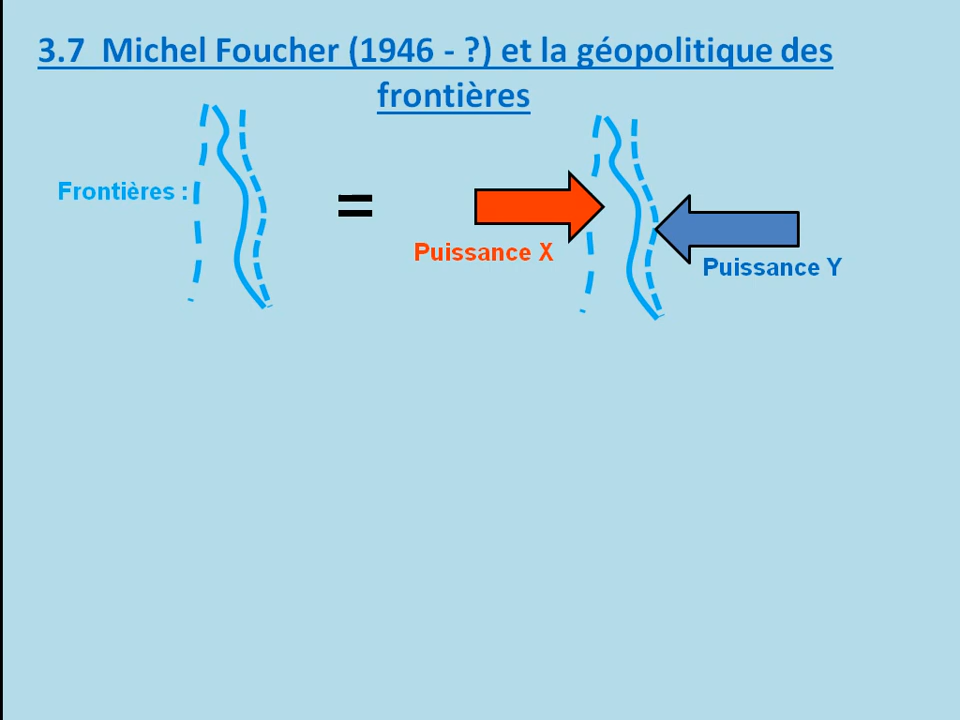 3.7 Michel Foucher (1946 - ?) et la géopolitique des
frontières
Frontières :
=
Puissance X
Puissance Y